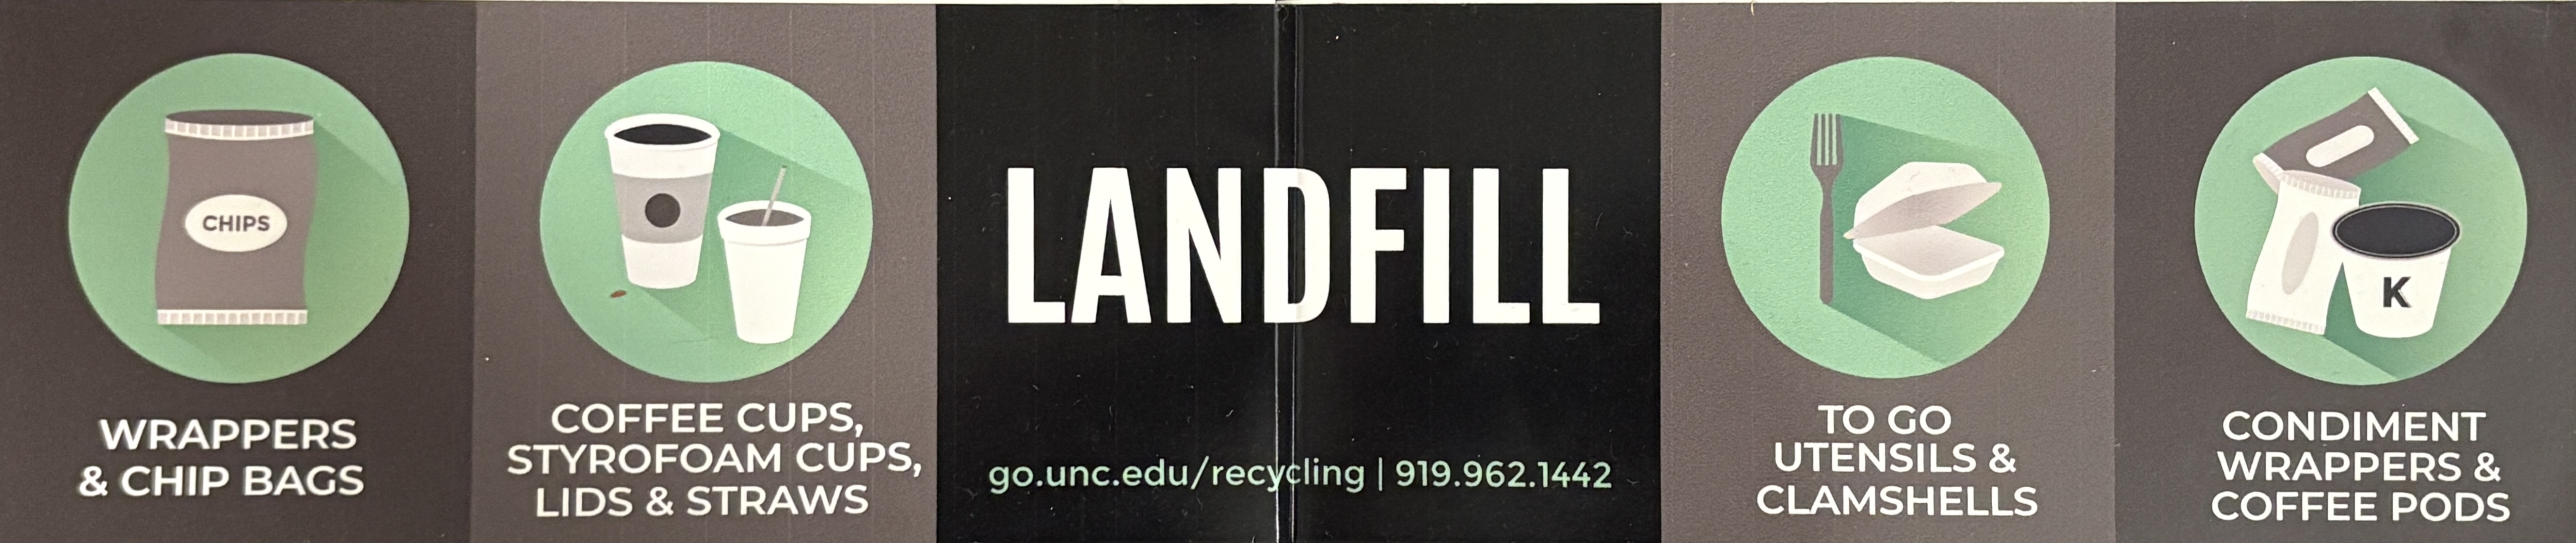 CHIPS
WRAPPERS
& CHIP BAGS
COFFEE CUPS,
STYROFOAM CUPS,
LIDS & STRAWS
LANDFILL
go.unc.edu/recycling | 919.962.1442
TO GO
UTENSILS &
CLAMSHELLS
K
CONDIMENT
WRAPPERS &
COFFEE PODS